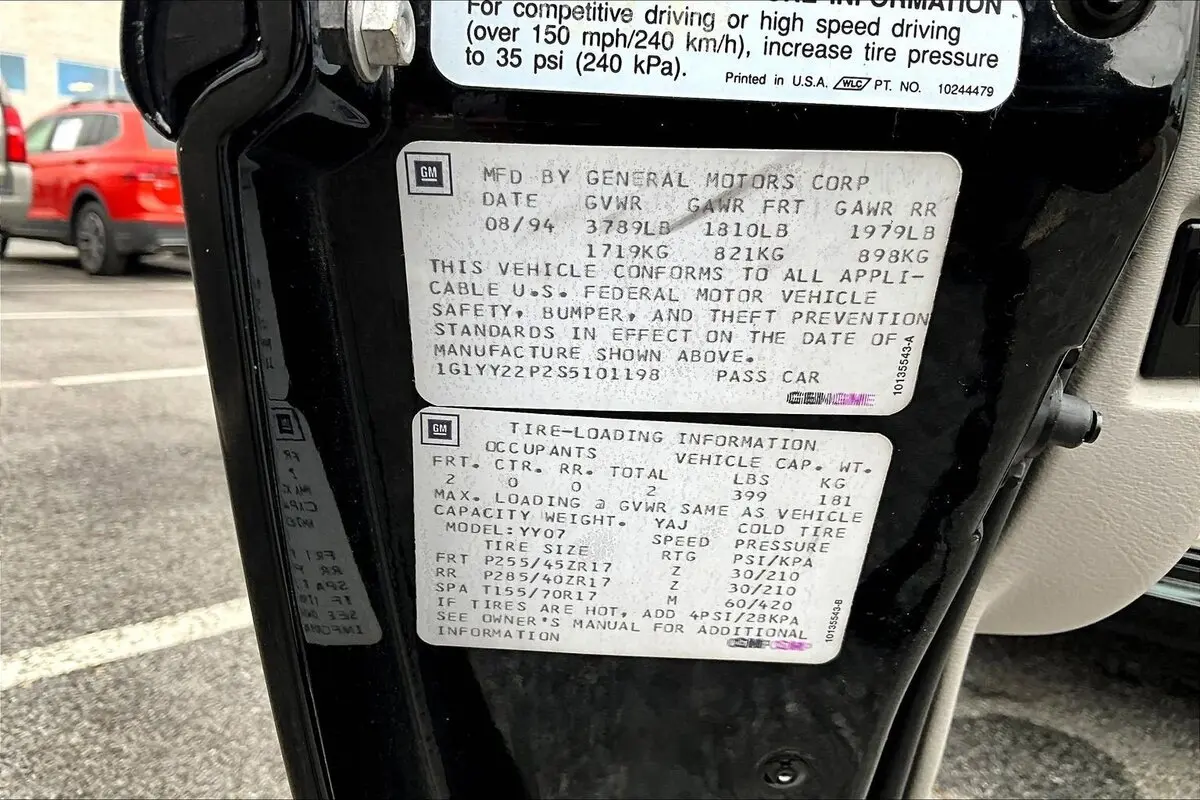 For competitive driving or high speed driving
(over 150 mph/240 km/h), increase tire pressure
to 35 psi (240 kPa).
Printed in U.S.A. WLC PT. NO. 10244479
GM
MFD BY GENERAL MOTORS CORP
DATE GVWR GAWR FRT GAWR RR
08/94 3789LB 1810LB 1979LB
1719KG 821KG 898KG
THIS VEHICLE CONFORMS TO ALL APPLI-
CABLE U.S. FEDERAL MOTOR VEHICLE
SAFETY, BUMPER, AND THEFT PREVENTION
STANDARDS IN EFFECT ON THE DATE OF
MANUFACTURE SHOWN ABOVE.
1G1YY22P2S5101198 PASS CAR
10135543-A
GM
TIRE-LOADING INFORMATION
OCCUPANTS VEHICLE CAP. WT.
FRT. CTR. RR. TOTAL LBS KG
2 0 0 2 399 181
MAX. LOADING @ GVWR SAME AS VEHICLE
CAPACITY WEIGHT. YAJ COLD TIRE
MODEL:YY07 SPEED PRESSURE
TIRE SIZE RTG PSI/KPA
FRT P255/45ZR17 Z 30/210
RR P285/40ZR17 Z 30/210
SPA T155/70R17 M 60/420
IF TIRES ARE HOT, ADD 4PSI/28KPA
SEE OWNER'S MANUAL FOR ADDITIONAL
INFORMATION
10135543-B